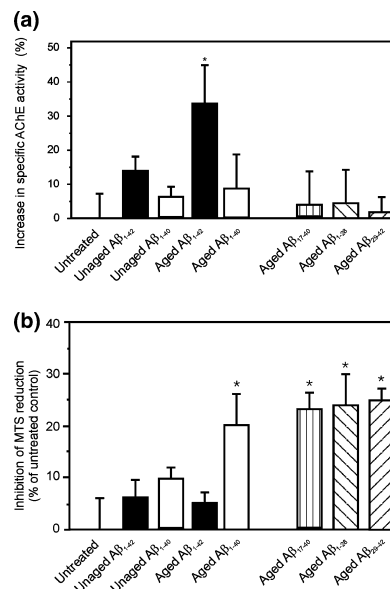 (a)
Increase in specific AChE
activity (%)
50
40
30
20
10
0
*
Untreated
Unaged Aβ1-42
Unaged Aβ1-40
Aged Aβ1-42
Aged Aβ1-40
Aged Aβ17-40
Aged Aβ1-28
Aged Aβ29-42
(b)
Inhibition of MTS reduction
(% of untreated control)
40
30
20
10
0
*
*
*
*
Untreated
Unaged Aβ1-42
Unaged Aβ1-40
Aged Aβ1-42
Aged Aβ1-40
Aged Aβ17-40
Aged Aβ1-28
Aged Aβ29-42